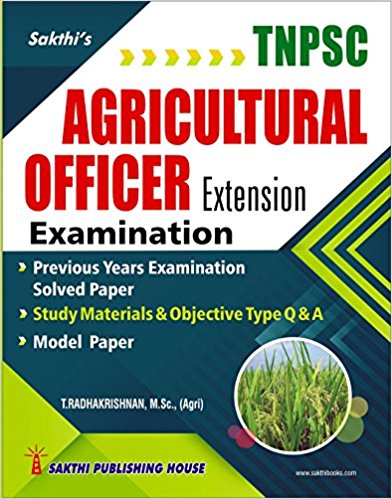 Sakthi's
TNPSC
AGRICULTURAL
OFFICER Extension
Examination
Previous Years Examination
Solved Paper
Study Materials & Objective Type Q & A
Model Paper
T.RADHAKRISHNAN, M.Sc., (Agri)
SAKTHI PUBLISHING HOUSE
www.sakthibooks.com